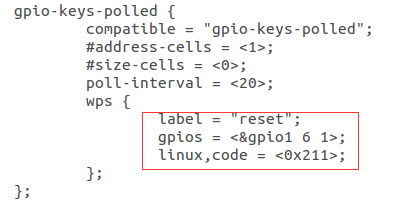 gpio-keys-polled {
compatible = "gpio-keys-polled";
#address-cells = <1>;
#size-cells = <0>;
poll-interval = <20>;
wps {
label = "reset";
gpios = <&gpio1 6 1>;
linux,code = <0x211>;
};
};